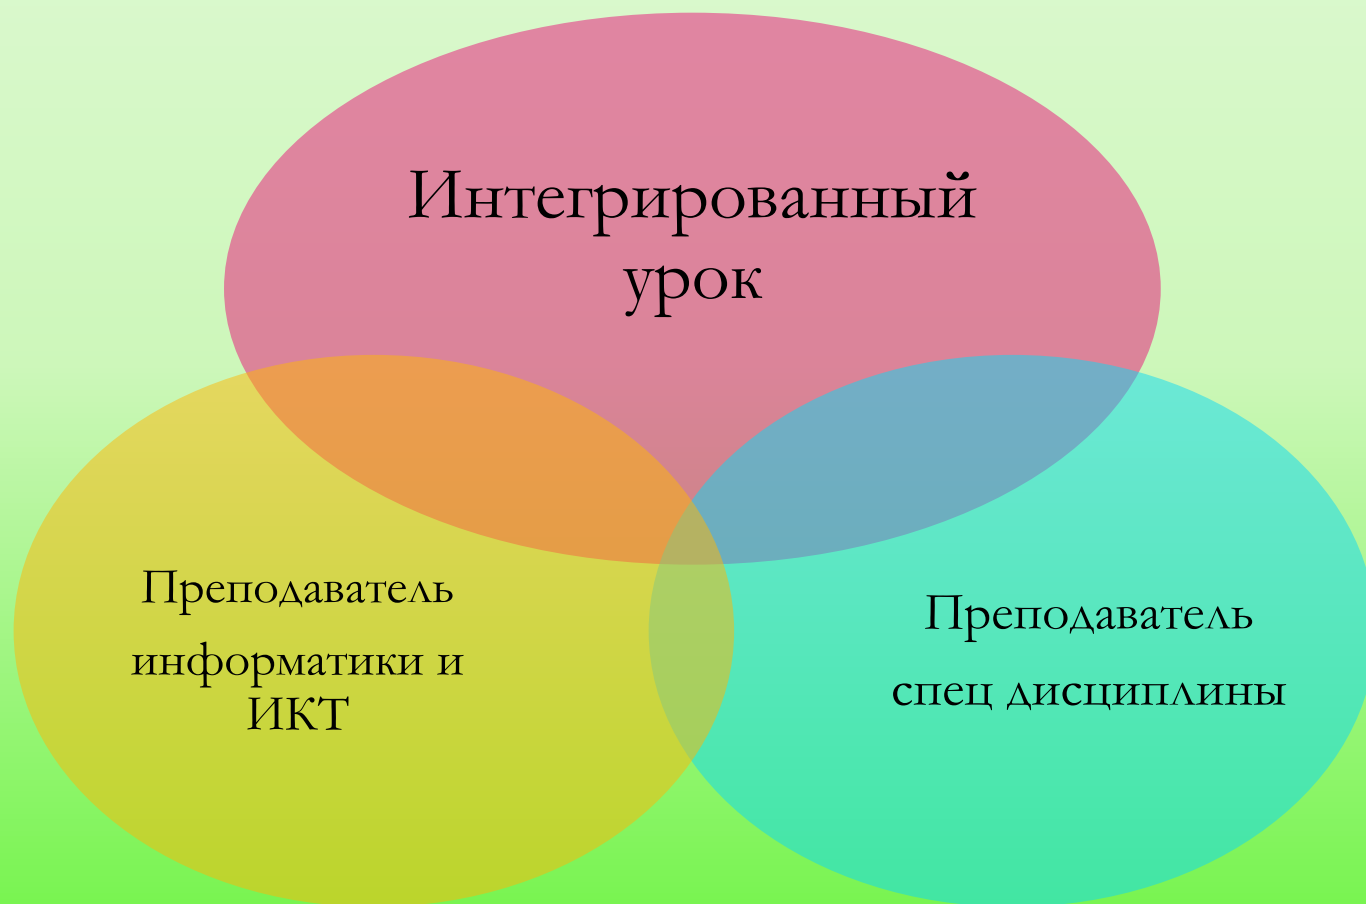 Интегрированный
урок
Преподаватель
информатики и
ИКТ
Преподаватель
спец дисциплины